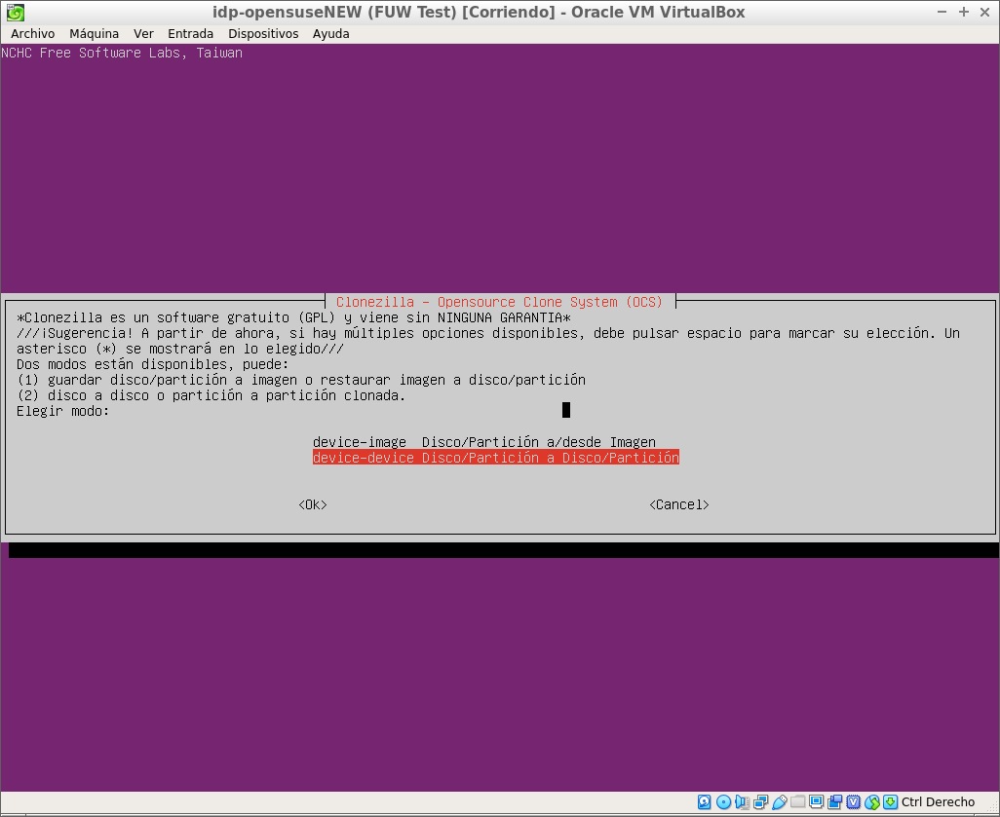 idp-opensuseNEW (FUW Test) [Corriendo] - Oracle VM VirtualBox
Archivo Máquina Ver Entrada Dispositivos Ayuda
NCHC Free Software Labs, Taiwan
Clonezilla - Opensource Clone System (OCS)
*Clonezilla es un software gratuito (GPL) y viene sin NINGUNA GARANTIA*
///¡Sugerencia! A partir de ahora, si hay múltiples opciones disponibles, debe pulsar espacio para marcar su elección. Un
asterisco (*) se mostrará en lo elegido///
Dos modos están disponibles, puede:
(1) guardar disco/partición a imagen o restaurar imagen a disco/partición
(2) disco a disco o partición a partición clonada.
Elegir modo:
device-image Disco/Partición a/desde Imagen
device-device Disco/Partición a Disco/Partición
<Ok> <Cancel>
Ctrl Derecho